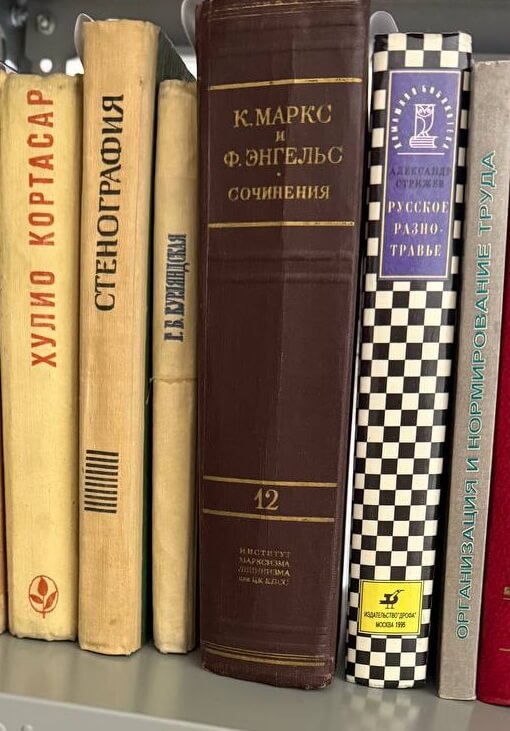 ХУЛИО КОРТАСАР
СТЕНОГРАФИЯ
К. МАРКС
и
Ф. ЭНГЕЛЬС
СОЧИНЕНИЯ
12
ИНСТИТУТ
МАРКСИЗМА
ЛЕНИНИЗМА
при ЦК КПСС
АЛЕКСАНДР
СТРИЖЕВ
РУССКОЕ
РАЗНО-
ТРАВЬЕ
ИЗДАТЕЛЬСТВО "ДРОФА"
МОСКВА 1995
ОРГАНИЗАЦИЯ И НОРМИРОВАНИЕ ТРУДА